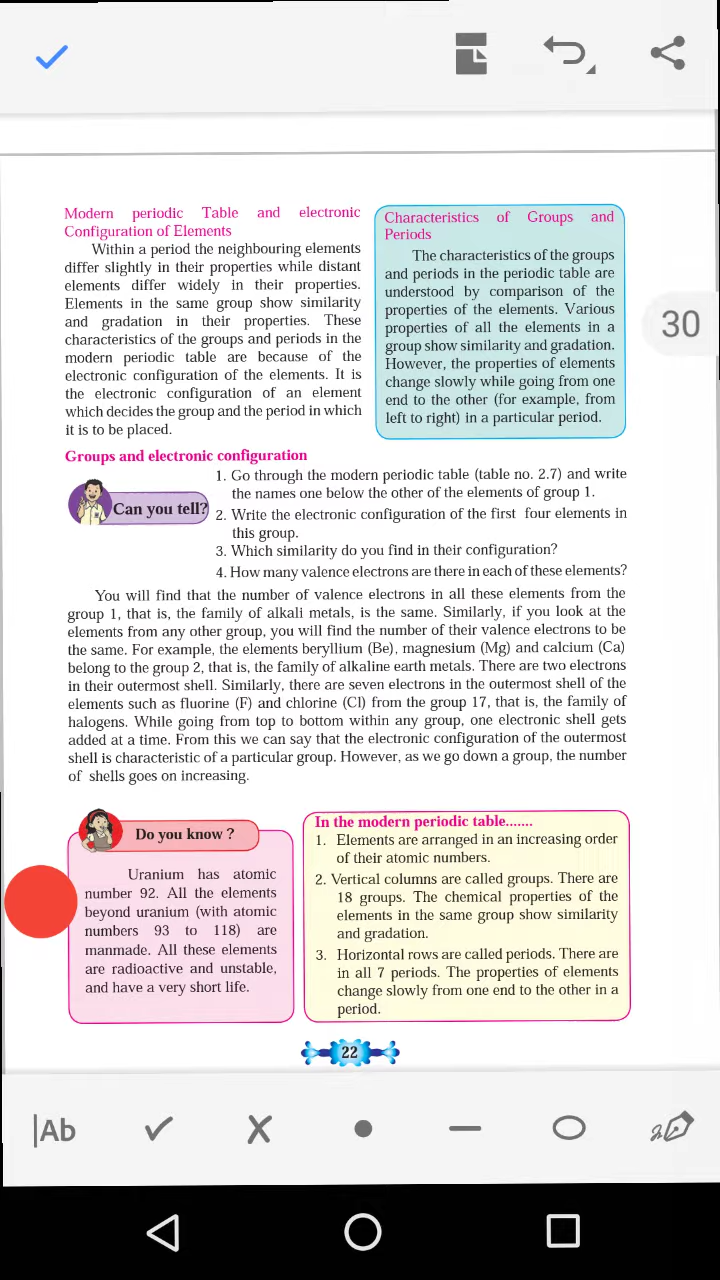 Modern periodic Table and electronic
Configuration of Elements
Within a period the neighbouring elements
differ slightly in their properties while distant
elements differ widely in their properties.
Elements in the same group show similarity
and gradation in their properties. These
characteristics of the groups and periods in the
modern periodic table are because of the
electronic configuration of the elements. It is
the electronic configuration of an element
which decides the group and the period in which
it is to be placed.
Characteristics of Groups and
Periods
The characteristics of the groups
and periods in the periodic table are
understood by comparison of the
properties of the elements. Various
properties of all the elements in a
group show similarity and gradation.
However, the properties of elements
change slowly while going from one
end to the other (for example, from
left to right) in a particular period.
30
Groups and electronic configuration
Can you tell?
1. Go through the modern periodic table (table no. 2.7) and write
the names one below the other of the elements of group 1.
2. Write the electronic configuration of the first four elements in
this group.
3. Which similarity do you find in their configuration?
4. How many valence electrons are there in each of these elements?
You will find that the number of valence electrons in all these elements from the
group 1, that is, the family of alkali metals, is the same. Similarly, if you look at the
elements from any other group, you will find the number of their valence electrons to be
the same. For example, the elements beryllium (Be), magnesium (Mg) and calcium (Ca)
belong to the group 2, that is, the family of alkaline earth metals. There are two electrons
in their outermost shell. Similarly, there are seven electrons in the outermost shell of the
elements such as fluorine (F) and chlorine (Cl) from the group 17, that is, the family of
halogens. While going from top to bottom within any group, one electronic shell gets
added at a time. From this we can say that the electronic configuration of the outermost
shell is characteristic of a particular group. However, as we go down a group, the number
of shells goes on increasing.
Do you know ?
Uranium has atomic
number 92. All the elements
beyond uranium (with atomic
numbers 93 to 118) are
manmade. All these elements
are radioactive and unstable,
and have a very short life.
In the modern periodic table.......
1. Elements are arranged in an increasing order
of their atomic numbers.
2. Vertical columns are called groups. There are
18 groups. The chemical properties of the
elements in the same group show similarity
and gradation.
3. Horizontal rows are called periods. There are
in all 7 periods. The properties of elements
change slowly from one end to the other in a
period.
22
Ab